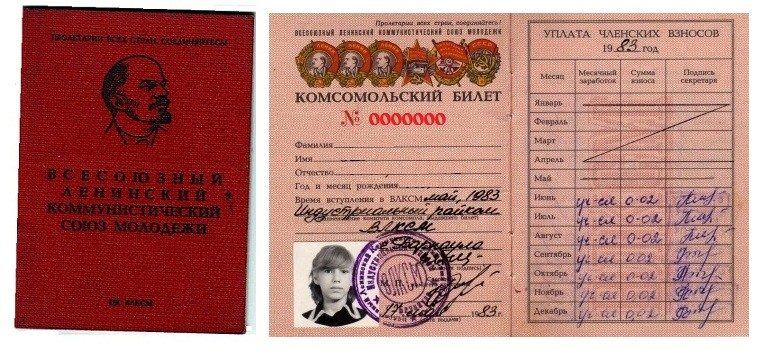 ПРОЛЕТАРИИ ВСЕХ СТРАН, СОЕДИНЯЙТЕСЬ!
ВСЕСОЮЗНЫЙ
ЛЕНИНСКИЙ
КОММУНИСТИЧЕСКИЙ
СОЮЗ МОЛОДЕЖИ
ЦК ВЛКСМ
Пролетарии всех стран, соединяйтесь!
ВСЕСОЮЗНЫЙ ЛЕНИНСКИЙ КОММУНИСТИЧЕСКИЙ СОЮЗ МОЛОДЕЖИ
КОМСОМОЛЬСКИЙ БИЛЕТ
№ 0000000
Фамилия
Имя
Отчество
Год и месяц рождения
Время вступления в ВЛКСМ май, 1983
Индустриальный райком
ВЛКСМ
г. Барнаула
М. П.
17 1983 г.
УПЛАТА ЧЛЕНСКИХ ВЗНОСОВ
1983 год
Месяц Месячный заработок Сумма взноса Подпись секретаря
Январь
Февраль
Март
Апрель
Май
Июнь уч-ся 0-02
Июль уч-ся 0-02
Август уч-ся 0-02
Сентябрь уч-ся 0.02
Октябрь уч-ся 0-02
Ноябрь уч-ся 0-02
Декабрь уч-ся 0-02